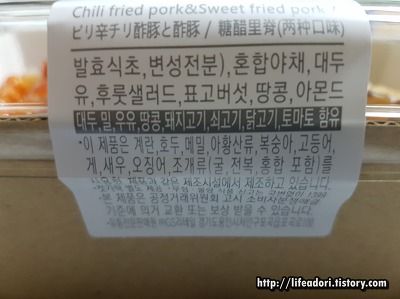 Chili fried pork&Sweet fried pork /
ピリ辛チリ酢豚と酢豚 / 糖醋里脊(两种口味)
발효식초,변성전분),혼합야채,대두
유,후룻샐러드,표고버섯,땅콩,아몬드
대두,밀,우유,땅콩,돼지고기,쇠고기,닭고기,토마토 함유
•이 제품은 계란,호두,메밀,아황산류,복숭아,고등어,
게,새우,오징어,조개류(굴,전복,홍합 포함)를
제품과 같은 제조시설에서 제조하고 있습니다.
본 제품은 공정거래위원회 고시 소비자분쟁해결
기준에 의거 교환 또는 보상 받을 수 있습니다.
http://lifeadori.tistory.com